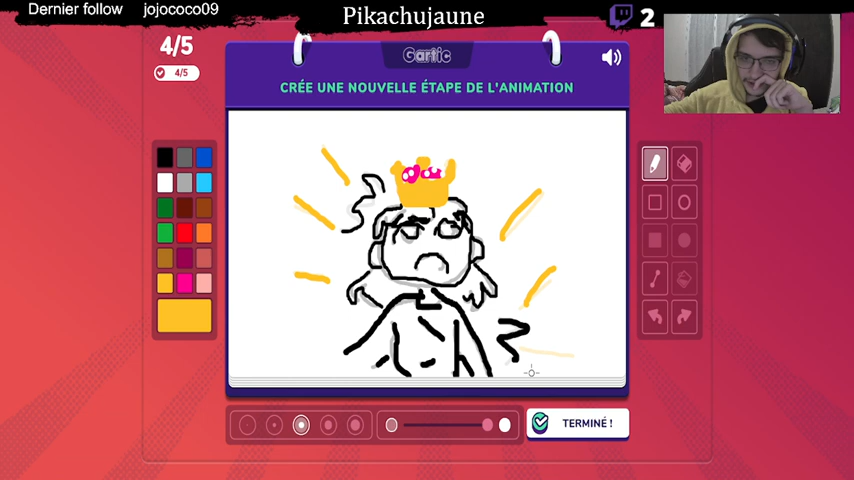 Dernier follow jojococo09
Pikachujaune
2
4/5
4/5
Gartic
CRÉE UNE NOUVELLE ÉTAPE DE L'ANIMATION
TERMINÉ !